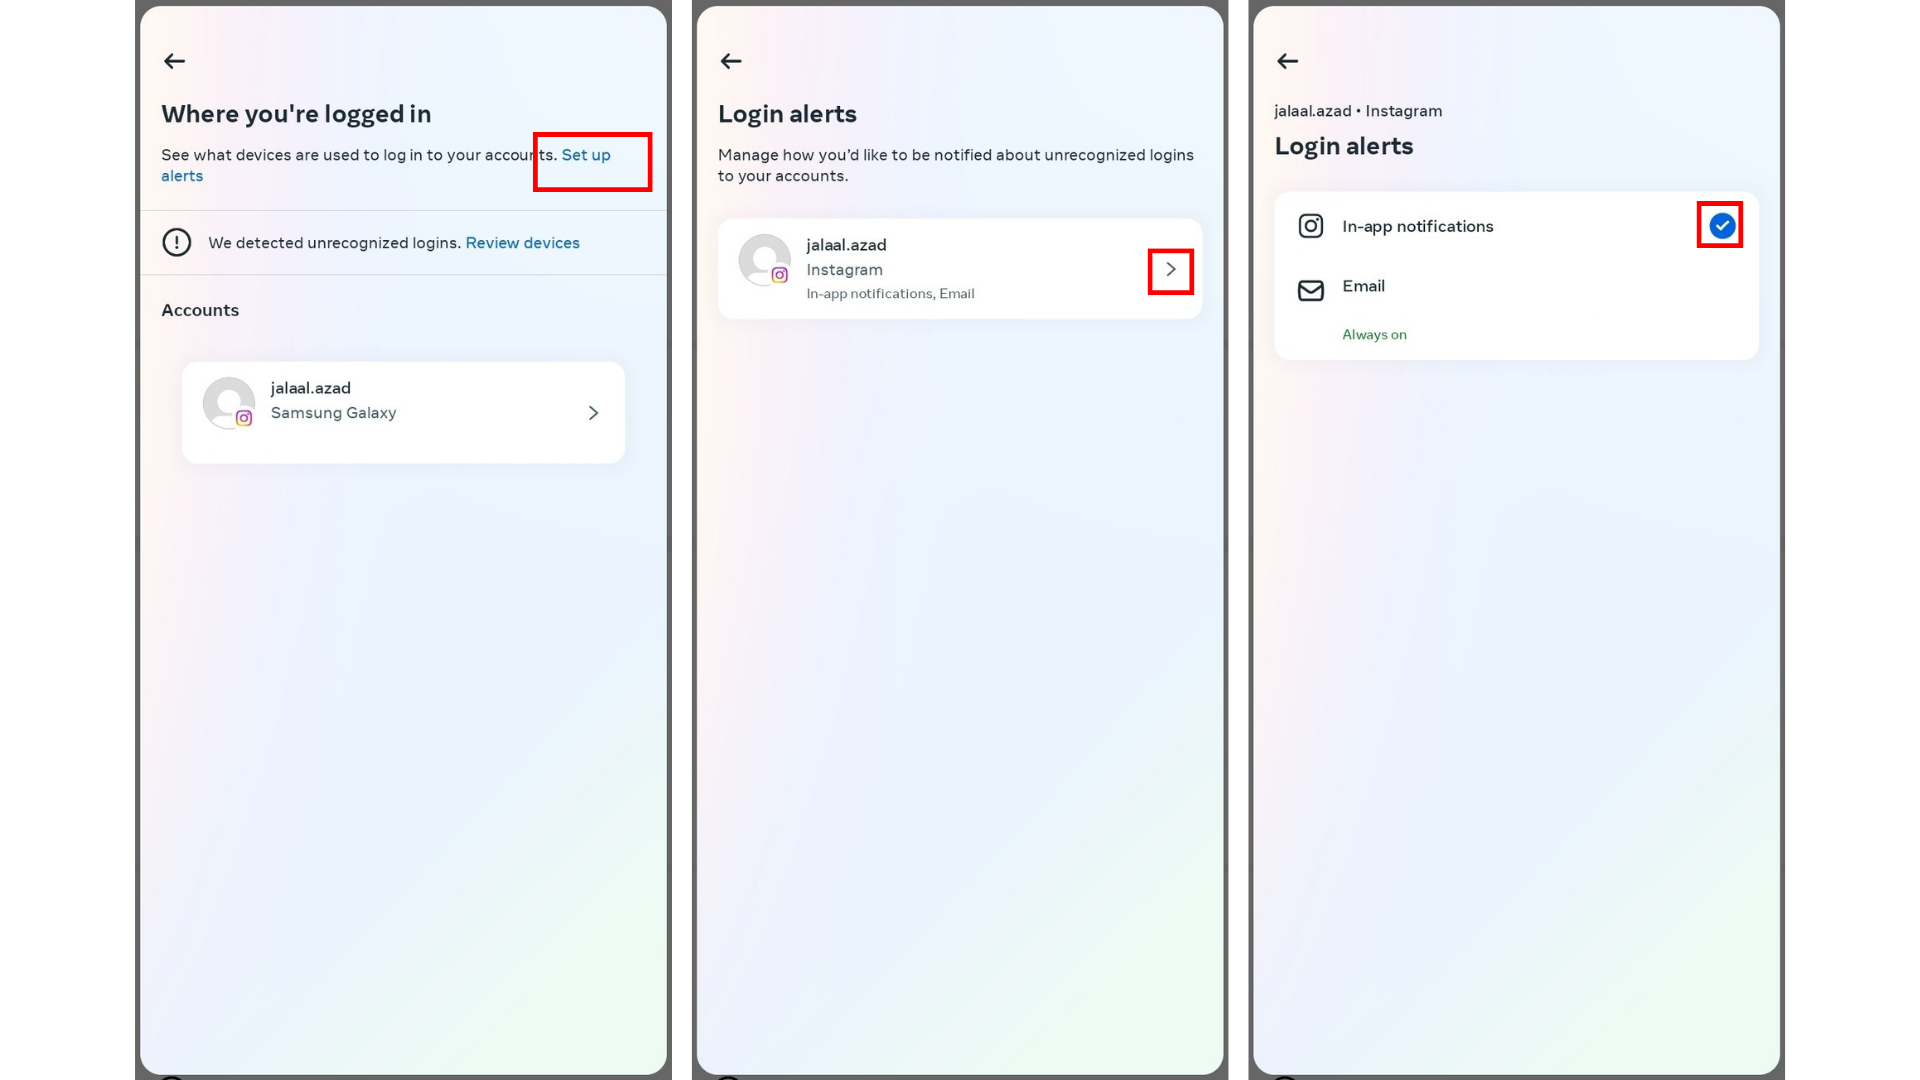 Where you're logged in
See what devices are used to log in to your accounts. Set up
alerts
We detected unrecognized logins. Review devices
Accounts
jalaal.azad
Samsung Galaxy
Login alerts
Manage how you’d like to be notified about unrecognized logins
to your accounts.
jalaal.azad
Instagram
In-app notifications, Email
jalaal.azad • Instagram
Login alerts
In-app notifications
Email
Always on